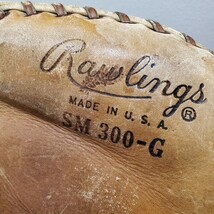 Rawlings
®
MADE IN U.S.A.
SM 300-G